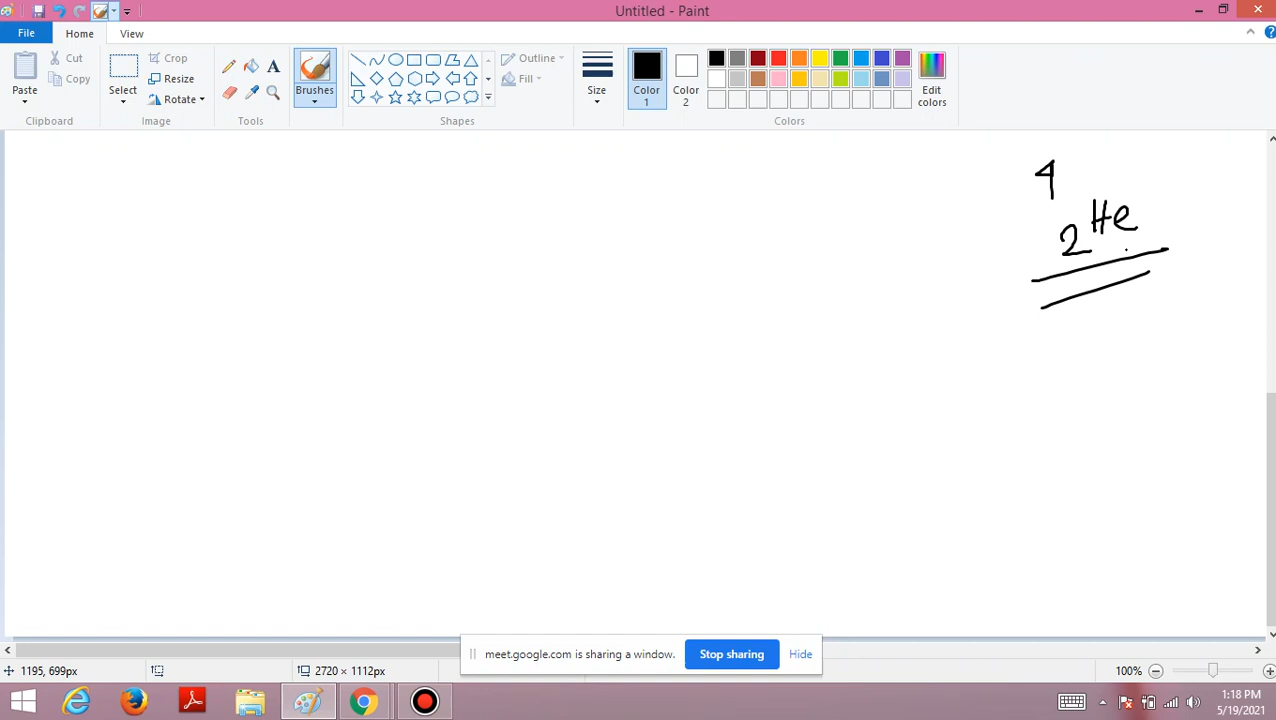 Untitled - Paint
File Home View
Paste
Cut
Copy
Clipboard
Select
Crop
Resize
Rotate
Image
A
Tools
Brushes
Outline
Fill
Shapes
Size
Color 1
Color 2
Edit colors
Colors
4
2He
meet.google.com is sharing a window. Stop sharing Hide
1195, 699px 2720 × 1112px 100%
1:18 PM
5/19/2021